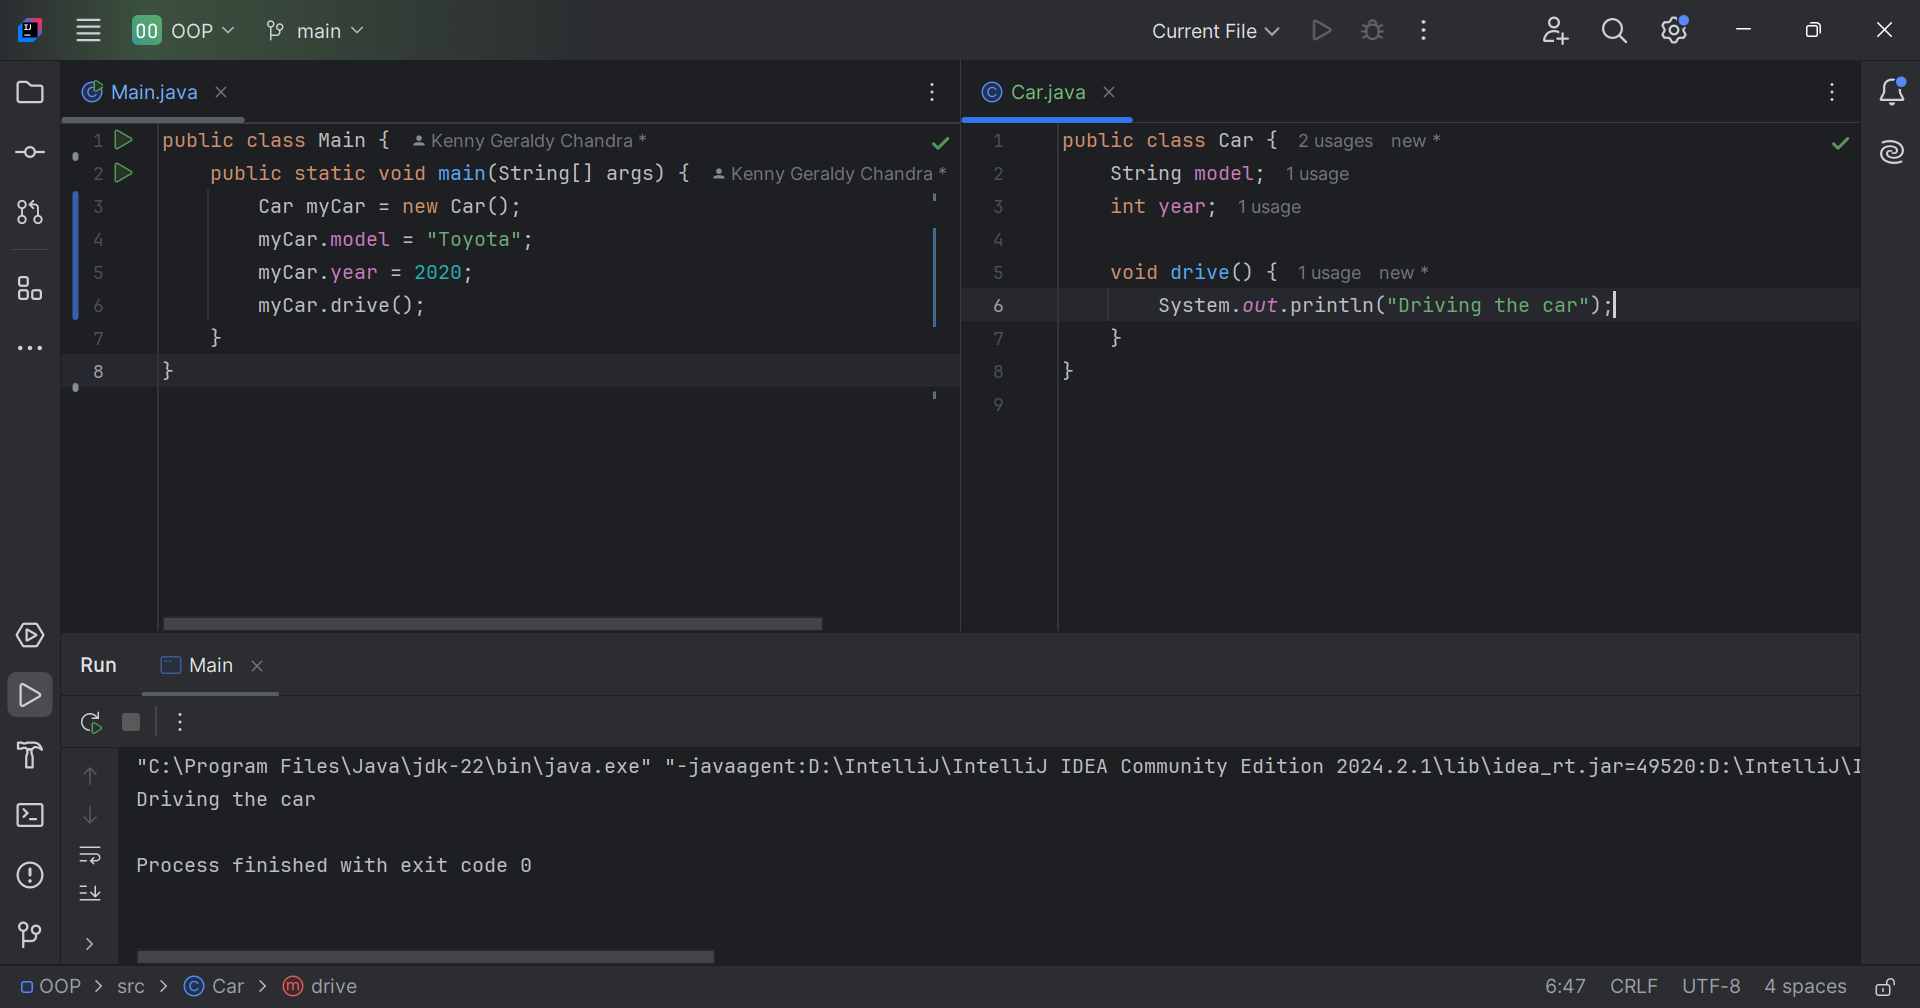 OO OOP main Current File
Main.java
1 public class Main { Kenny Geraldy Chandra *
2 public static void main(String[] args) { Kenny Geraldy Chandra *
3 Car myCar = new Car();
4 myCar.model = "Toyota";
5 myCar.year = 2020;
6 myCar.drive();
7 }
8 }
Car.java
1 public class Car { 2 usages new *
2 String model; 1 usage
3 int year; 1 usage
4
5 void drive() { 1 usage new *
6 System.out.println("Driving the car");
7 }
8 }
9
Run Main
"C:\Program Files\Java\jdk-22\bin\java.exe" "-javaagent:D:\IntelliJ\IntelliJ IDEA Community Edition 2024.2.1\lib\idea_rt.jar=49520:D:\IntelliJ\I
Driving the car
Process finished with exit code 0
OOP > src > C Car > m drive 6:47 CRLF UTF-8 4 spaces